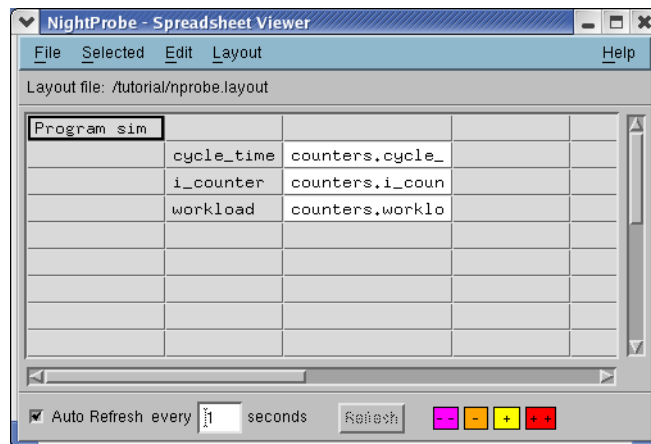 NightProbe - Spreadsheet Viewer
File Selected Edit Layout Help
Layout file: /tutorial/nprobe.layout
Program sim
cycle_time counters.cycle_
i_counter counters.i_coun
workload counters.worklo
Auto Refresh every 1 seconds Refresh -- - + ++